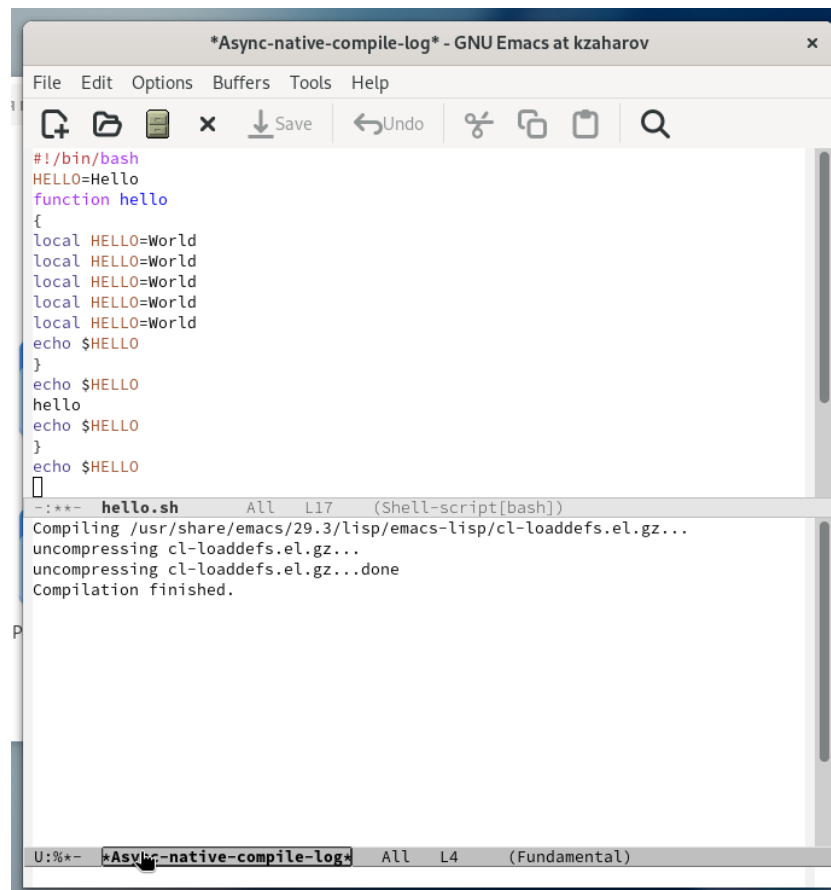 *Async-native-compile-log* - GNU Emacs at kzaharov
File Edit Options Buffers Tools Help
Save Undo
#!/bin/bash
HELLO=Hello
function hello
{
local HELLO=World
local HELLO=World
local HELLO=World
local HELLO=World
local HELLO=World
echo $HELLO
}
echo $HELLO
hello
echo $HELLO
}
echo $HELLO
-:**- hello.sh All L17 (Shell-script[bash])
Compiling /usr/share/emacs/29.3/lisp/emacs-lisp/cl-loaddefs.el.gz...
uncompressing cl-loaddefs.el.gz...
uncompressing cl-loaddefs.el.gz...done
Compilation finished.
P
U:%*- *Async-native-compile-log* All L4 (Fundamental)